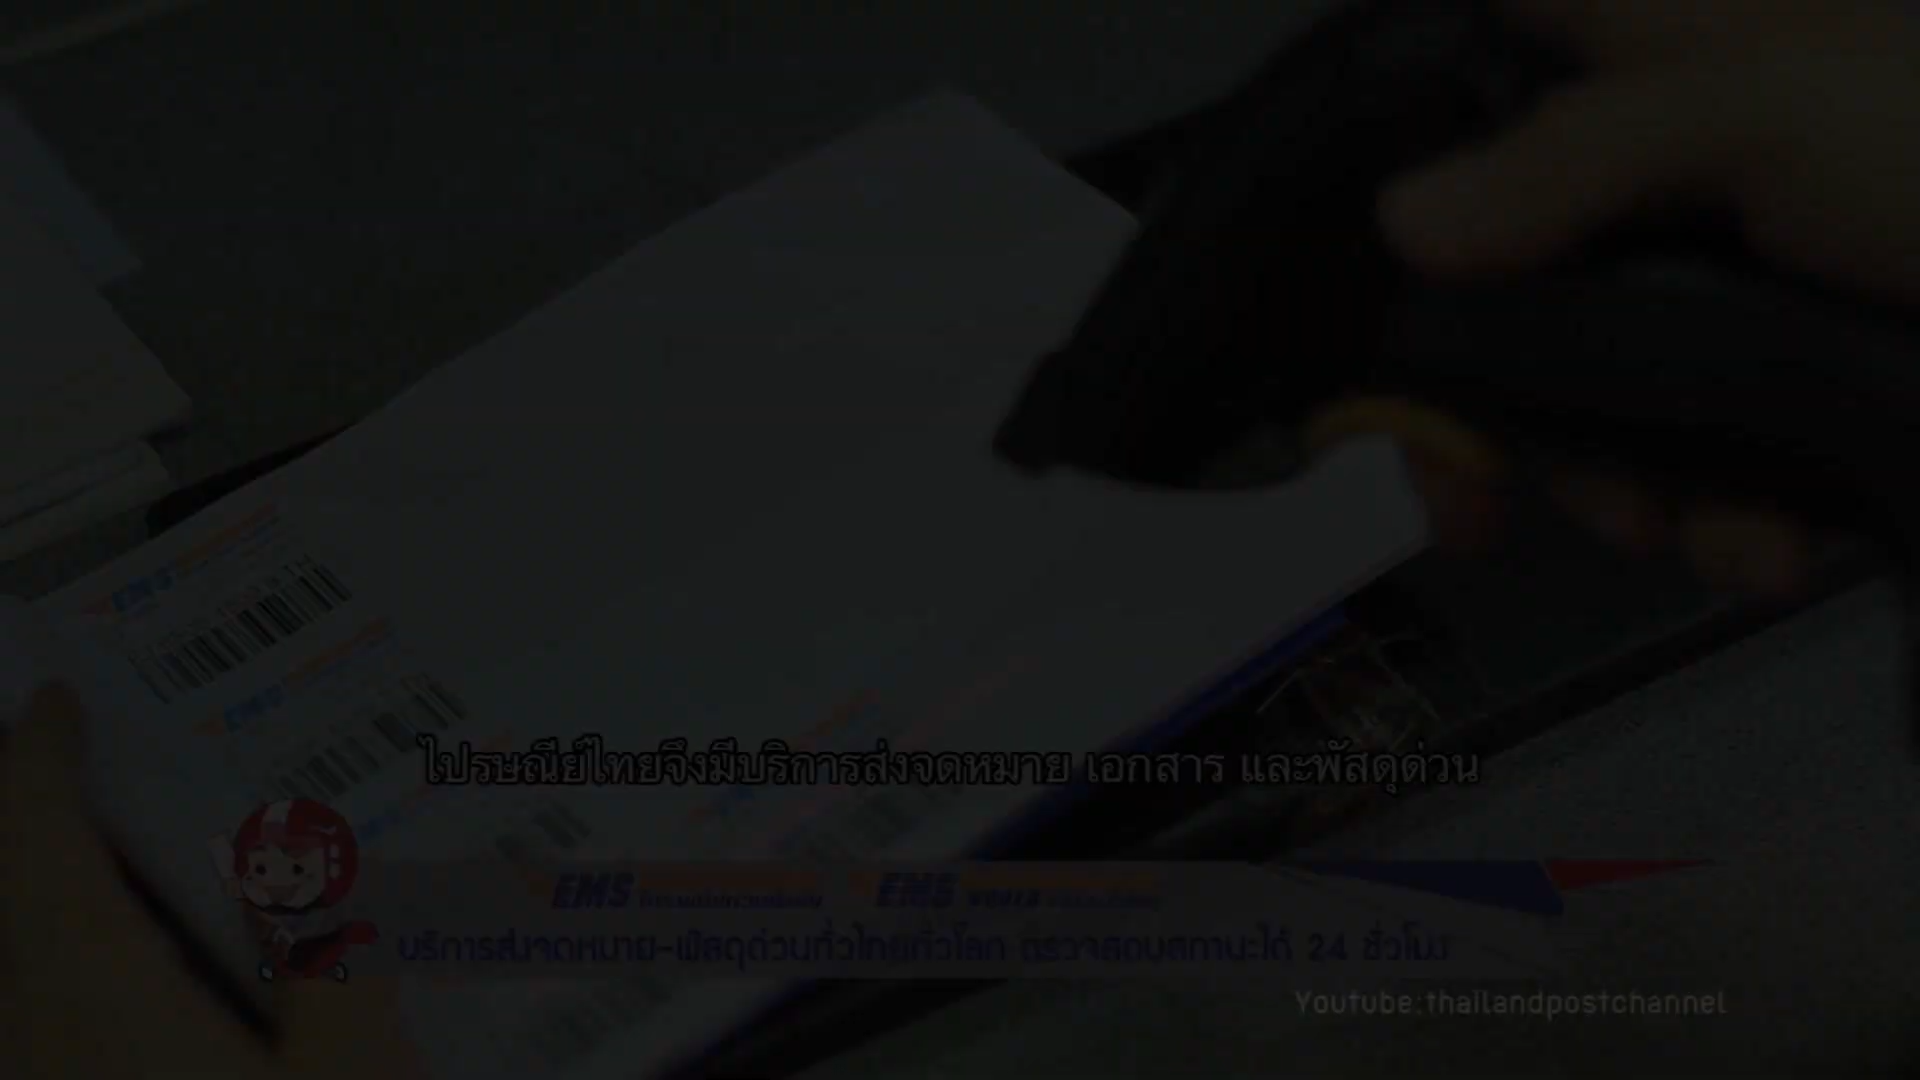 EMS
EMS
ไปรษณีย์ไทยจึงมีบริการส่งจดหมาย เอกสาร และพัสดุด่วน
EMS EMS WORLD
บริการส่งจดหมาย-พัสดุด่วนทั่วไทยทั่วโลก ตรวจสอบสถานะได้ 24 ชั่วโมง
Youtube:thailandpostchannel